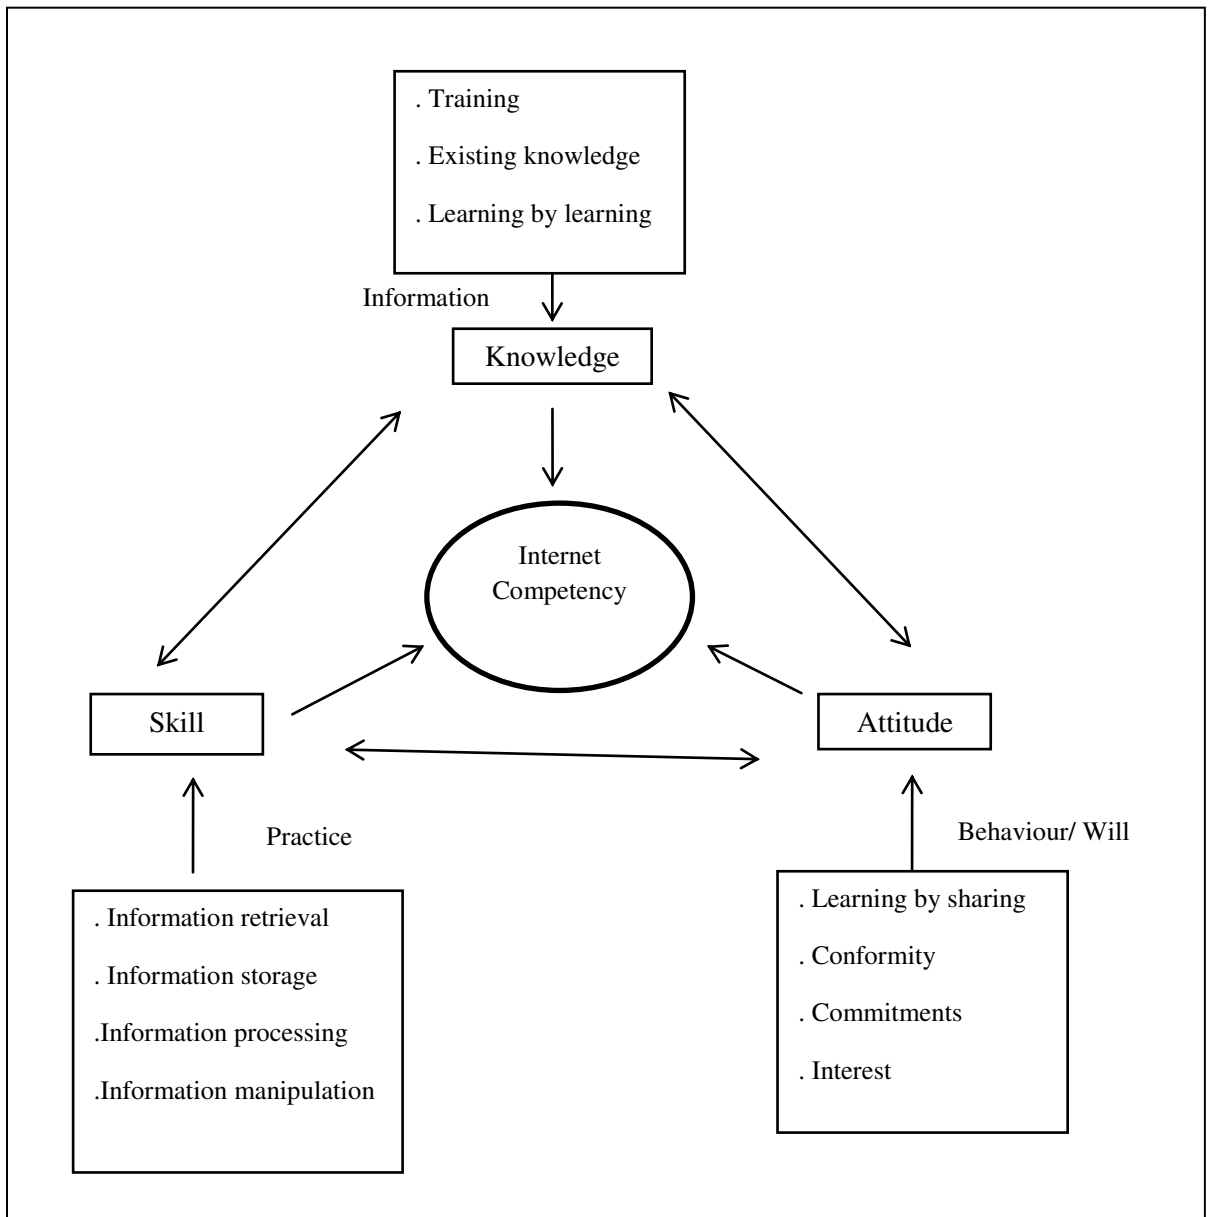 . Training
. Existing knowledge
. Learning by learning
Information
Knowledge
Internet
Competency
Skill
Attitude
Practice
Behaviour/ Will
. Information retrieval
. Information storage
.Information processing
.Information manipulation
. Learning by sharing
. Conformity
. Commitments
. Interest